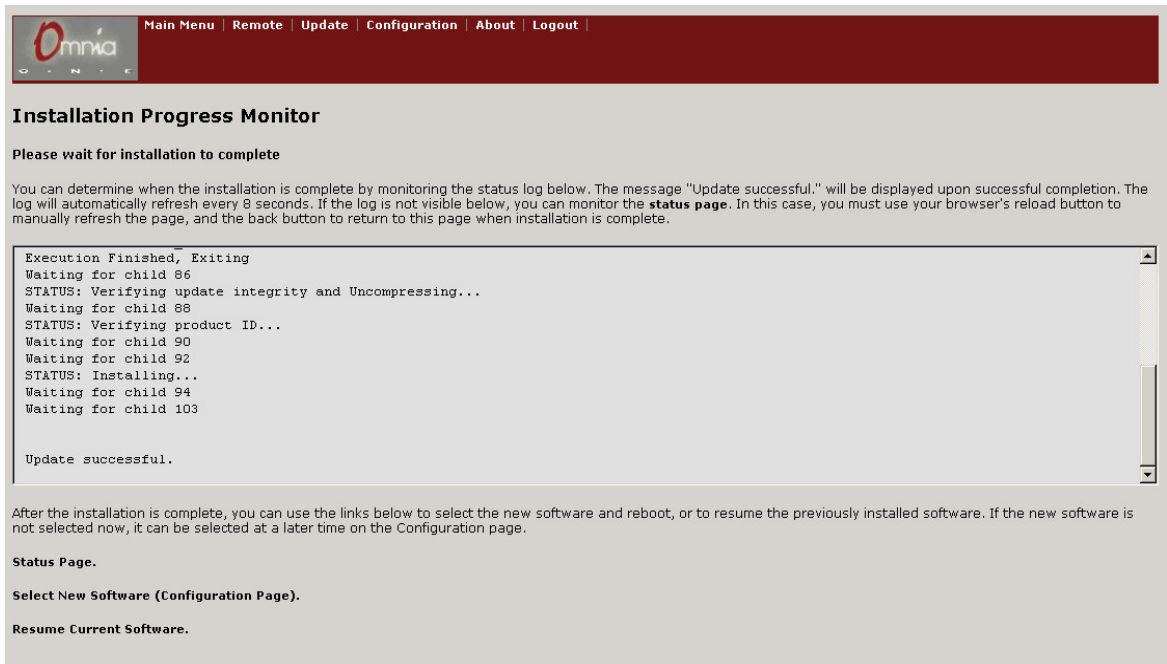 Omnia
O · N · E
Main Menu | Remote | Update | Configuration | About | Logout |
Installation Progress Monitor
Please wait for installation to complete
You can determine when the installation is complete by monitoring the status log below. The message "Update successful." will be displayed upon successful completion. The
log will automatically refresh every 8 seconds. If the log is not visible below, you can monitor the status page. In this case, you must use your browser's reload button to
manually refresh the page, and the back button to return to this page when installation is complete.
Execution Finished, Exiting
Waiting for child 86
STATUS: Verifying update integrity and Uncompressing...
Waiting for child 88
STATUS: Verifying product ID...
Waiting for child 90
Waiting for child 92
STATUS: Installing...
Waiting for child 94
Waiting for child 103
Update successful.
After the installation is complete, you can use the links below to select the new software and reboot, or to resume the previously installed software. If the new software is
not selected now, it can be selected at a later time on the Configuration page.
Status Page.
Select New Software (Configuration Page).
Resume Current Software.